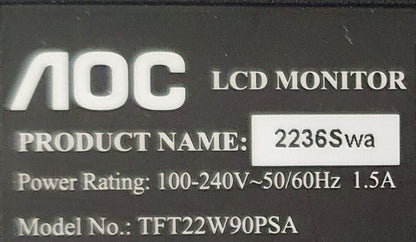 AOC LCD MONITOR
PRODUCT NAME: 2236Swa
Power Rating: 100-240V~50/60Hz 1.5A
Model No.: TFT22W90PSA